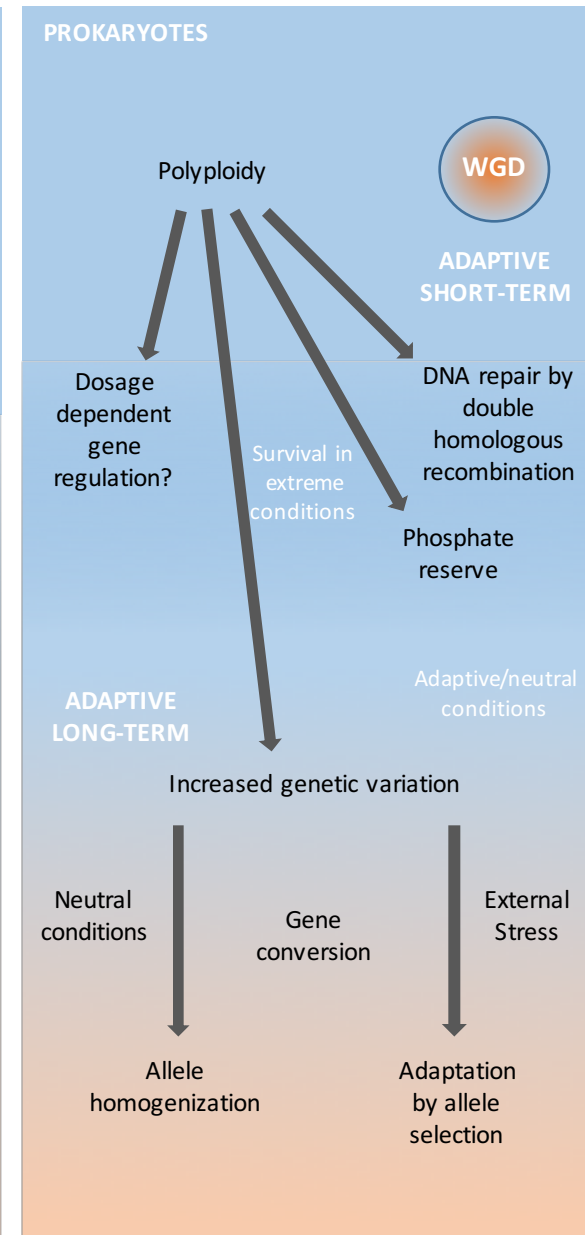 PROKARYOTES
WGD
Polyploidy
ADAPTIVE
SHORT-TERM
Dosage
dependent
gene
regulation?
DNA repair by
double
homologous
recombination
Survival in
extreme
conditions
Phosphate
reserve
Adaptive/neutral
conditions
ADAPTIVE
LONG-TERM
Increased genetic variation
Neutral
conditions
Gene
conversion
External
Stress
Allele
homogenization
Adaptation
by allele
selection